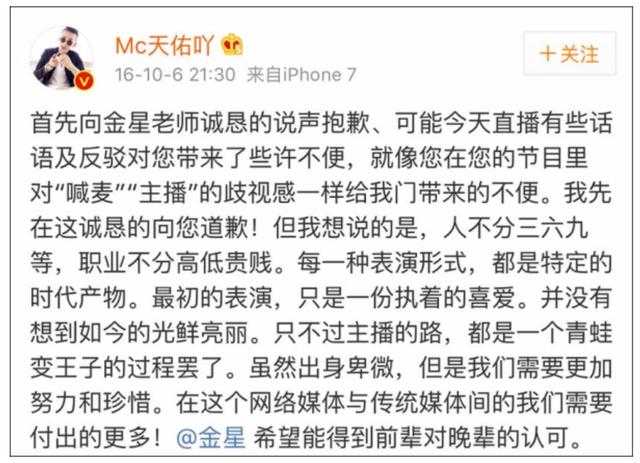 Mc天佑吖
16-10-6 21:30 来自iPhone 7
+关注
首先向金星老师诚恳的说声抱歉、可能今天直播有些话
语及反驳对您带来了些许不便，就像您在您的节目里
对“喊麦”“主播”的歧视感一样给我门带来的不便。我先
在这诚恳的向您道歉！但我想说的是，人不分三六九
等，职业不分高低贵贱。每一种表演形式，都是特定的
时代产物。最初的表演，只是一份执着的喜爱。并没有
想到如今的光鲜亮丽。只不过主播的路，都是一个青蛙
变王子的过程罢了。虽然出身卑微，但是我们需要更加
努力和珍惜。在这个网络媒体与传统媒体间的我们需要
付出的更多！@金星 希望能得到前辈对晚辈的认可。